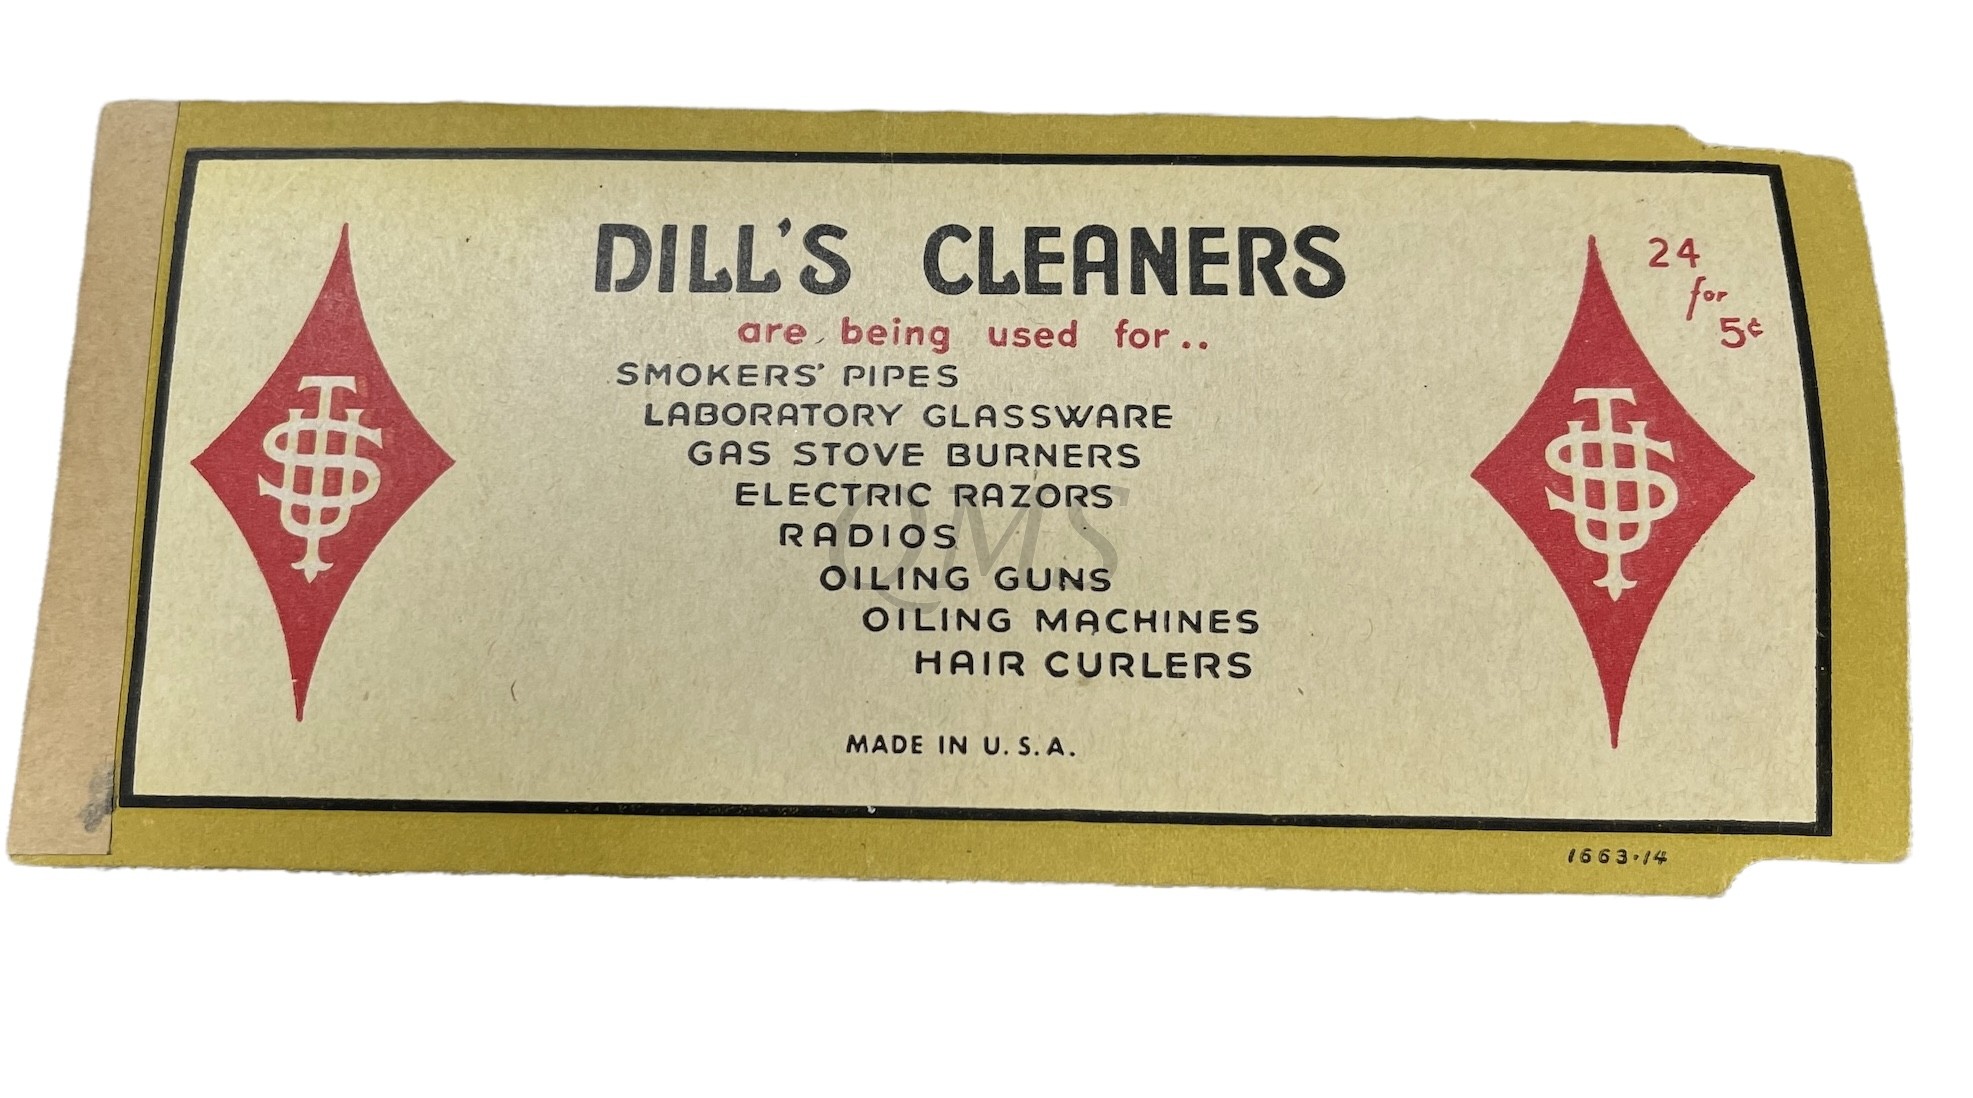 DILL'S CLEANERS
are being used for..
SMOKERS' PIPES
LABORATORY GLASSWARE
GAS STOVE BURNERS
ELECTRIC RAZORS
RADIOS
OILING GUNS
OILING MACHINES
HAIR CURLERS
MADE IN U.S.A.
24
for
5¢
1663-14
QMS